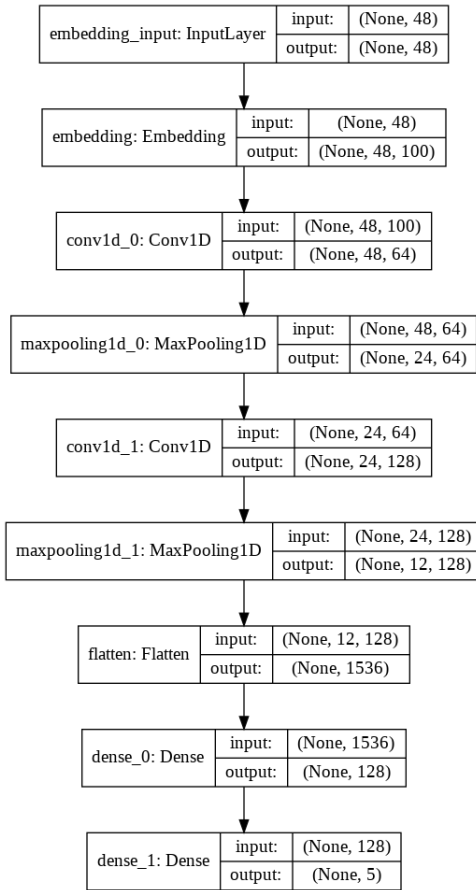 embedding_input: InputLayer
input: (None, 48)
output: (None, 48)
embedding: Embedding
input: (None, 48)
output: (None, 48, 100)
conv1d_0: Conv1D
input: (None, 48, 100)
output: (None, 48, 64)
maxpooling1d_0: MaxPooling1D
input: (None, 48, 64)
output: (None, 24, 64)
conv1d_1: Conv1D
input: (None, 24, 64)
output: (None, 24, 128)
maxpooling1d_1: MaxPooling1D
input: (None, 24, 128)
output: (None, 12, 128)
flatten: Flatten
input: (None, 12, 128)
output: (None, 1536)
dense_0: Dense
input: (None, 1536)
output: (None, 128)
dense_1: Dense
input: (None, 128)
output: (None, 5)